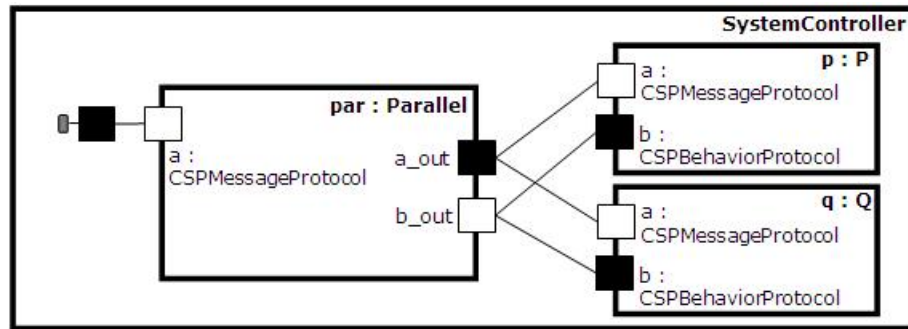 SystemController
par : Parallel
a :
CSPMessageProtocol
a_out
b_out
p : P
a :
CSPMessageProtocol
b :
CSPBehaviorProtocol
q : Q
a :
CSPMessageProtocol
b :
CSPBehaviorProtocol